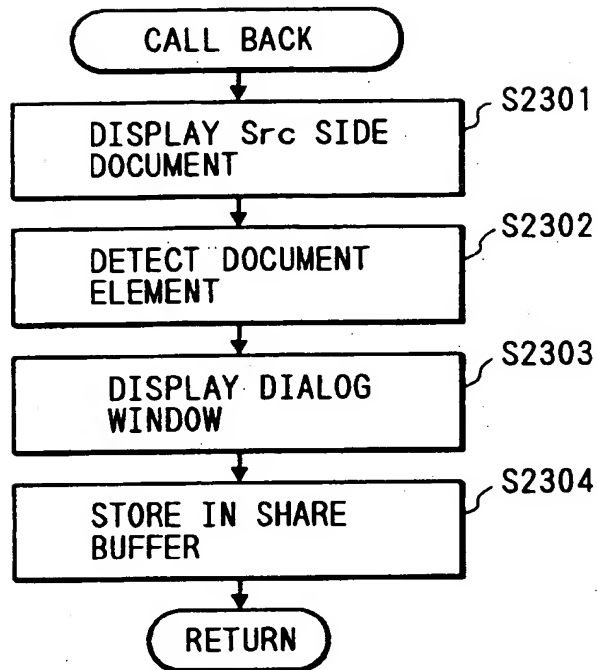 CALL BACK
S2301
DISPLAY Src SIDE
DOCUMENT
S2302
DETECT DOCUMENT
ELEMENT
S2303
DISPLAY DIALOG
WINDOW
S2304
STORE IN SHARE
BUFFER
RETURN